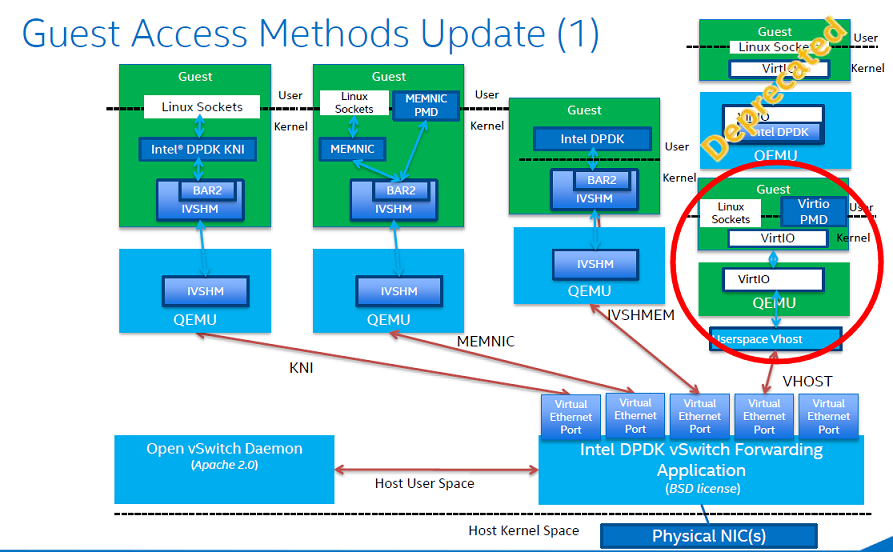 Guest Access Methods Update (1)
Guest
Linux Sockets
VirtIO
User
Kernel
Deprecated
VirtIO
Intel DPDK
QEMU
Guest
Linux Sockets
Intel® DPDK KNI
BAR2
IVSHM
IVSHM
QEMU
User
Kernel
Guest
Linux
Sockets
MEMNIC
PMD
MEMNIC
BAR2
IVSHM
IVSHM
QEMU
User
Kernel
Guest
Intel DPDK
BAR2
IVSHM
IVSHM
QEMU
User
Kernel
Guest
Linux
Sockets
Virtio
PMD
VirtIO
User
Kernel
VirtIO
QEMU
Userspace Vhost
KNI
MEMNIC
IVSHMEM
VHOST
Virtual
Ethernet
Port
Virtual
Ethernet
Port
Virtual
Ethernet
Port
Virtual
Ethernet
Port
Virtual
Ethernet
Port
Open vSwitch Daemon
(Apache 2.0)
Host User Space
Intel DPDK vSwitch Forwarding
Application
(BSD license)
Host Kernel Space
Physical NIC(s)